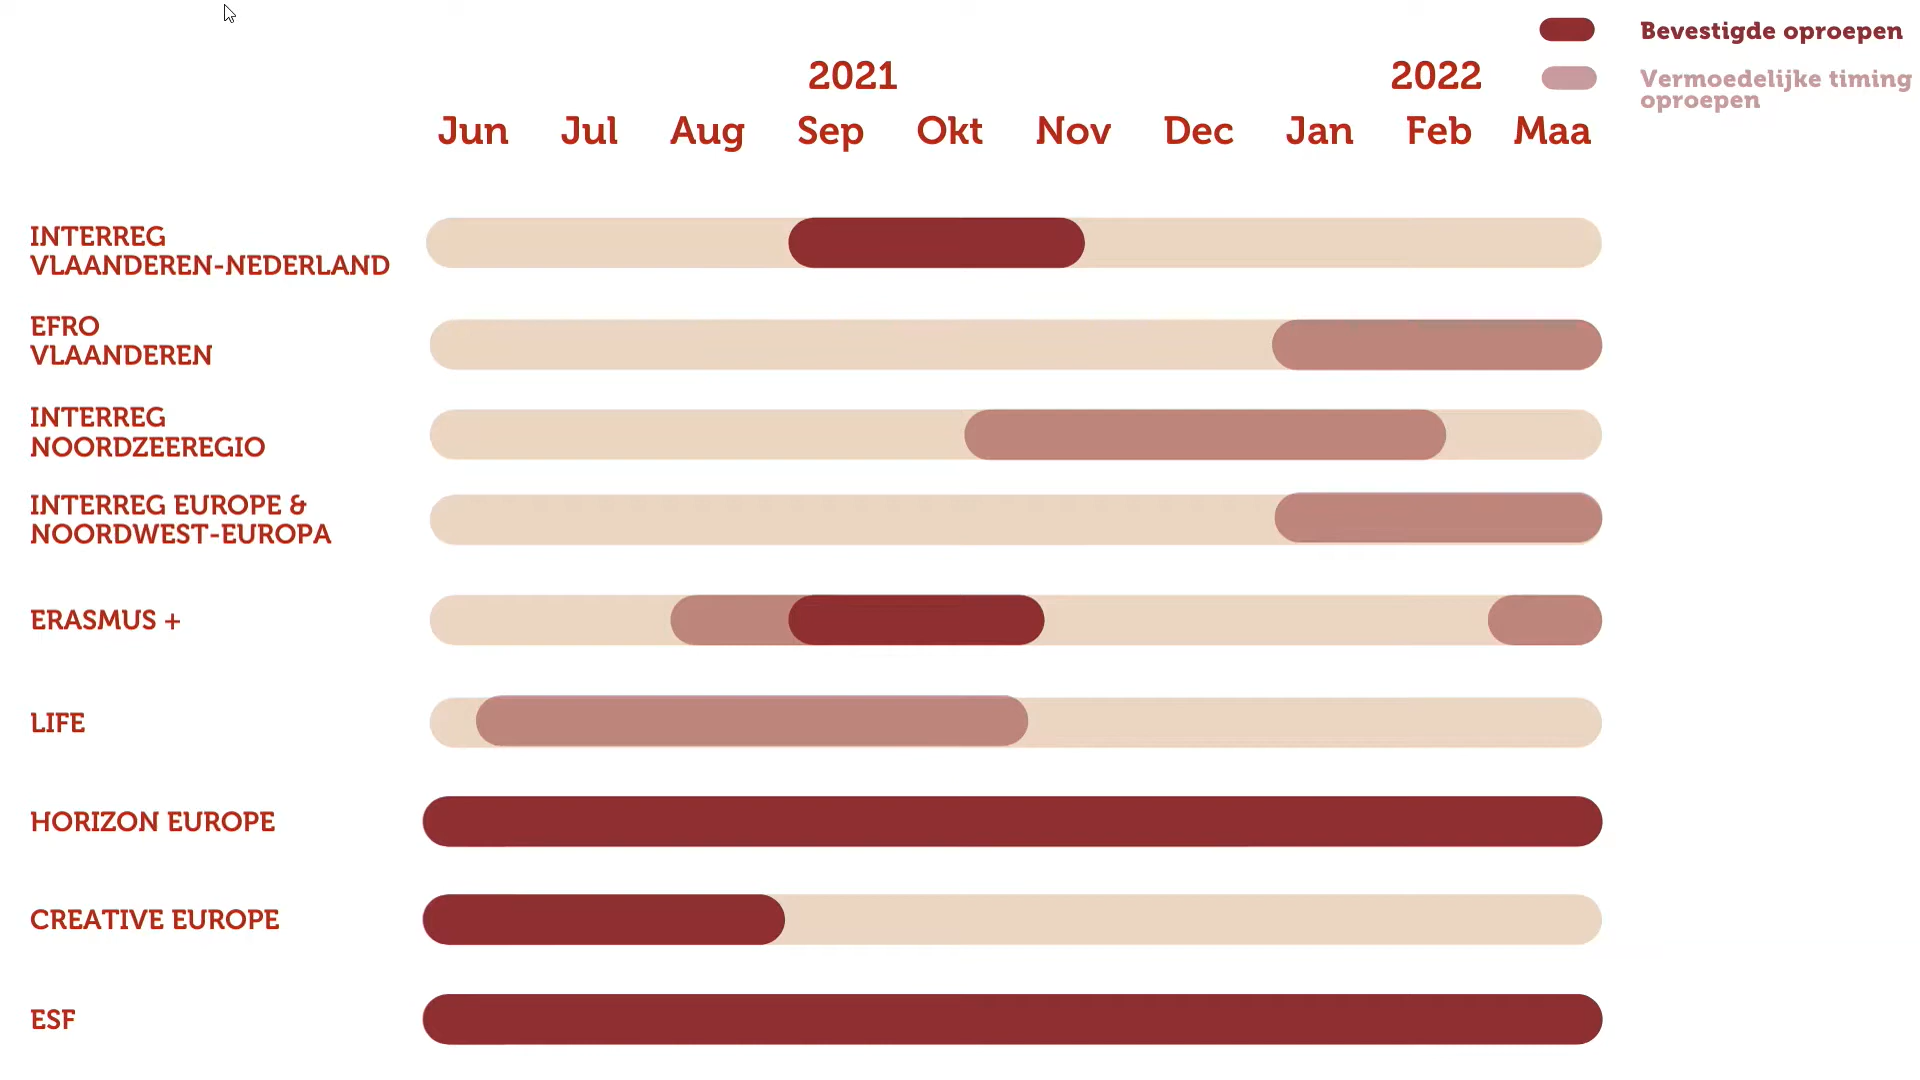 Bevestigde oproepen
Vermoedelijke timing
oproepen
2021 2022
Jun Jul Aug Sep Okt Nov Dec Jan Feb Maa
INTERREG
VLAANDEREN-NEDERLAND
EFRO
VLAANDEREN
INTERREG
NOORDZEEREGIO
INTERREG EUROPE &
NOORDWEST-EUROPA
ERASMUS +
LIFE
HORIZON EUROPE
CREATIVE EUROPE
ESF